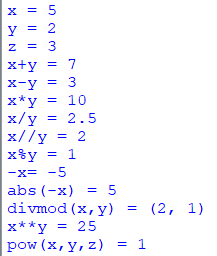 x = 5
y = 2
z = 3
x+y = 7
x-y = 3
x*y = 10
x/y = 2.5
x//y = 2
x%y = 1
-x= -5
abs(-x) = 5
divmod(x,y) = (2, 1)
x**y = 25
pow(x,y,z) = 1